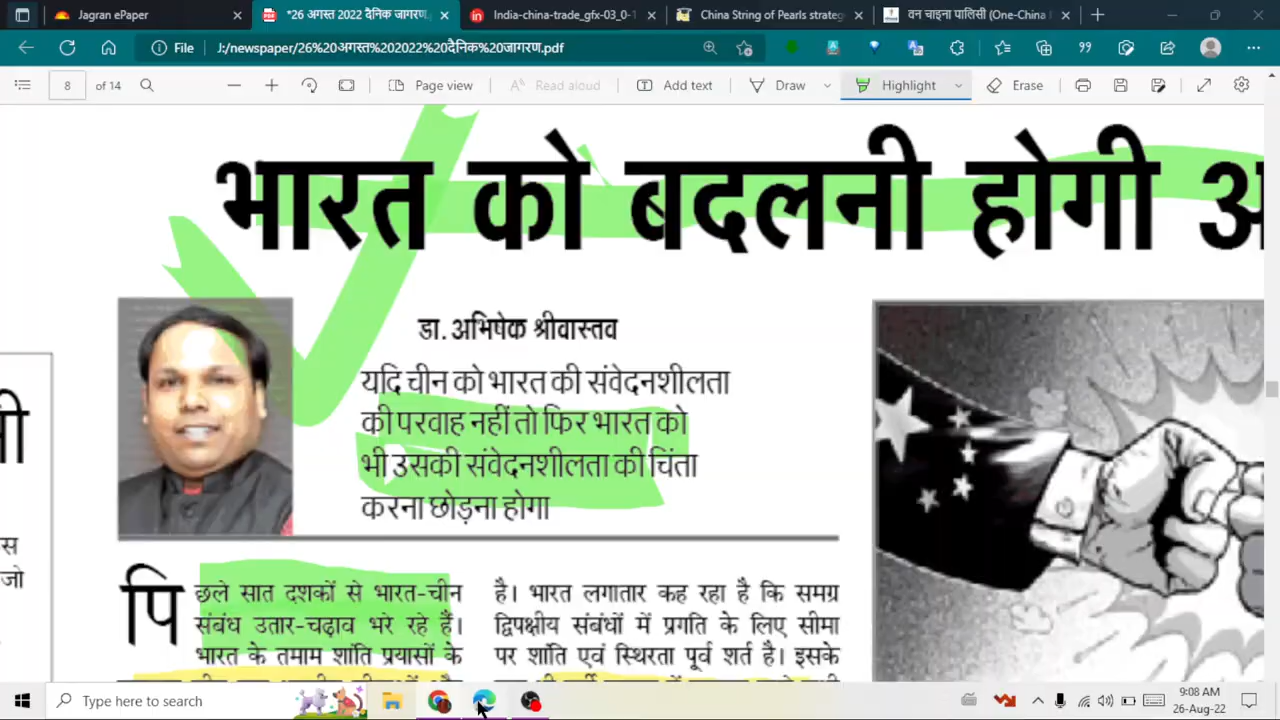 Jagran ePaper
*26 अगस्त 2022 दैनिक जागरण.
India-china-trade_gfx-03_0-1
China String of Pearls strateg
वन चाइना पालिसी (One-China
File
J:/newspaper/26%20अगस्त%202022%20दैनिक%20जागरण.pdf
8 of 14
Page view
Read aloud
Add text
Draw
Highlight
Erase
भारत को बदलनी होगी अ
डा. अभिषेक श्रीवास्तव
यदि चीन को भारत की संवेदनशीलता
की परवाह नहीं तो फिर भारत को
भी उसकी संवेदनशीलता की चिंता
करना छोड़ना होगा
पिछले सात दशकों से भारत-चीन
संबंध उतार-चढ़ाव भरे रहे हैं।
भारत के तमाम शांति प्रयासों के
है। भारत लगातार कह रहा है कि समग्र
द्विपक्षीय संबंधों में प्रगति के लिए सीमा
पर शांति एवं स्थिरता पूर्व शर्त है। इसके
स
जो
Type here to search
9:08 AM
26-Aug-22